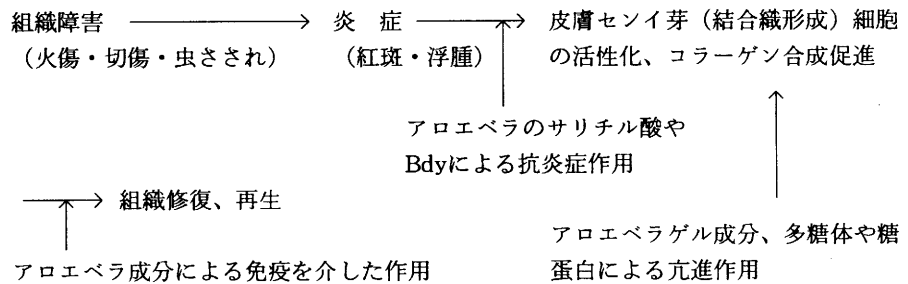 組織障害 炎 症 皮膚センイ芽（結合織形成）細胞
（火傷・切傷・虫さされ） （紅斑・浮腫） の活性化、コラーゲン合成促進
アロエベラのサリチル酸や
Bdyによる抗炎症作用
組織修復、再生
アロエベラゲル成分、多糖体や糖
蛋白による亢進作用
アロエベラ成分による免疫を介した作用